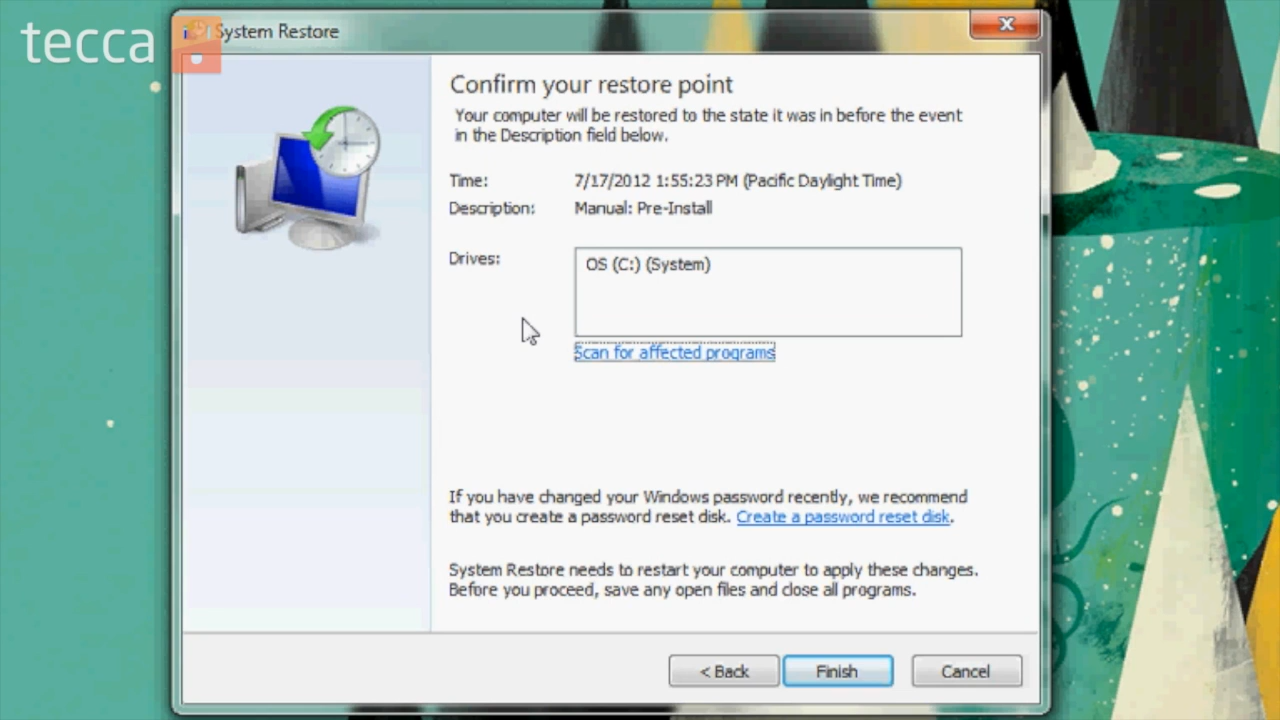 tecca
System Restore
Confirm your restore point
Your computer will be restored to the state it was in before the event
in the Description field below.
Time: 7/17/2012 1:55:23 PM (Pacific Daylight Time)
Description: Manual: Pre-Install
Drives: OS (C:) (System)
Scan for affected programs
If you have changed your Windows password recently, we recommend
that you create a password reset disk. Create a password reset disk.
System Restore needs to restart your computer to apply these changes.
Before you proceed, save any open files and close all programs.
< Back Finish Cancel